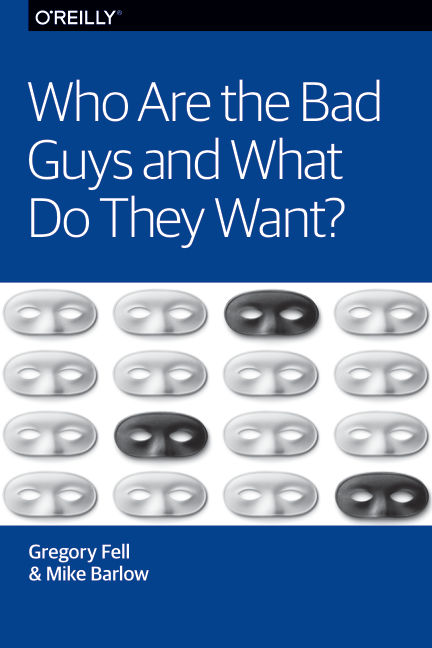 O'REILLY®
Who Are the Bad
Guys and What
Do They Want?
Gregory Fell
& Mike Barlow